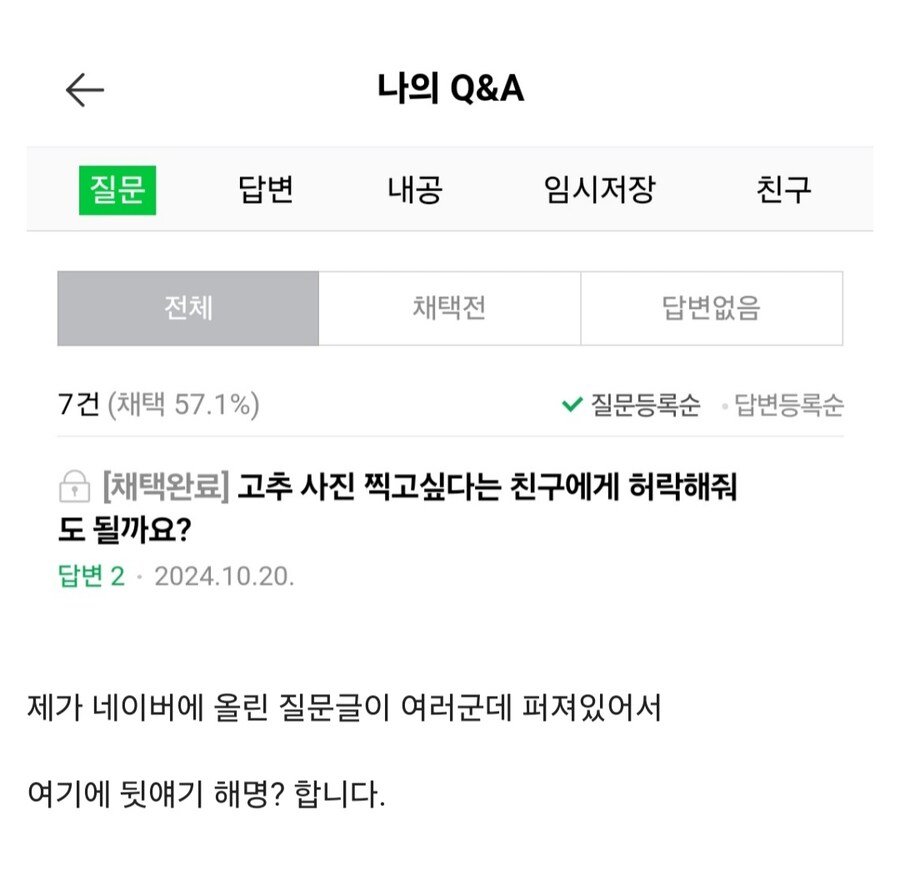 나의 Q&A
질문 답변 내공 임시저장 친구
전체 채택전 답변없음
7건 (채택 57.1%) 질문등록순 답변등록순
[채택완료] 고추 사진 찍고싶다는 친구에게 허락해줘
도 될까요?
답변 2 · 2024.10.20.
제가 네이버에 올린 질문글이 여러군데 퍼져있어서
여기에 뒷얘기 해명? 합니다.